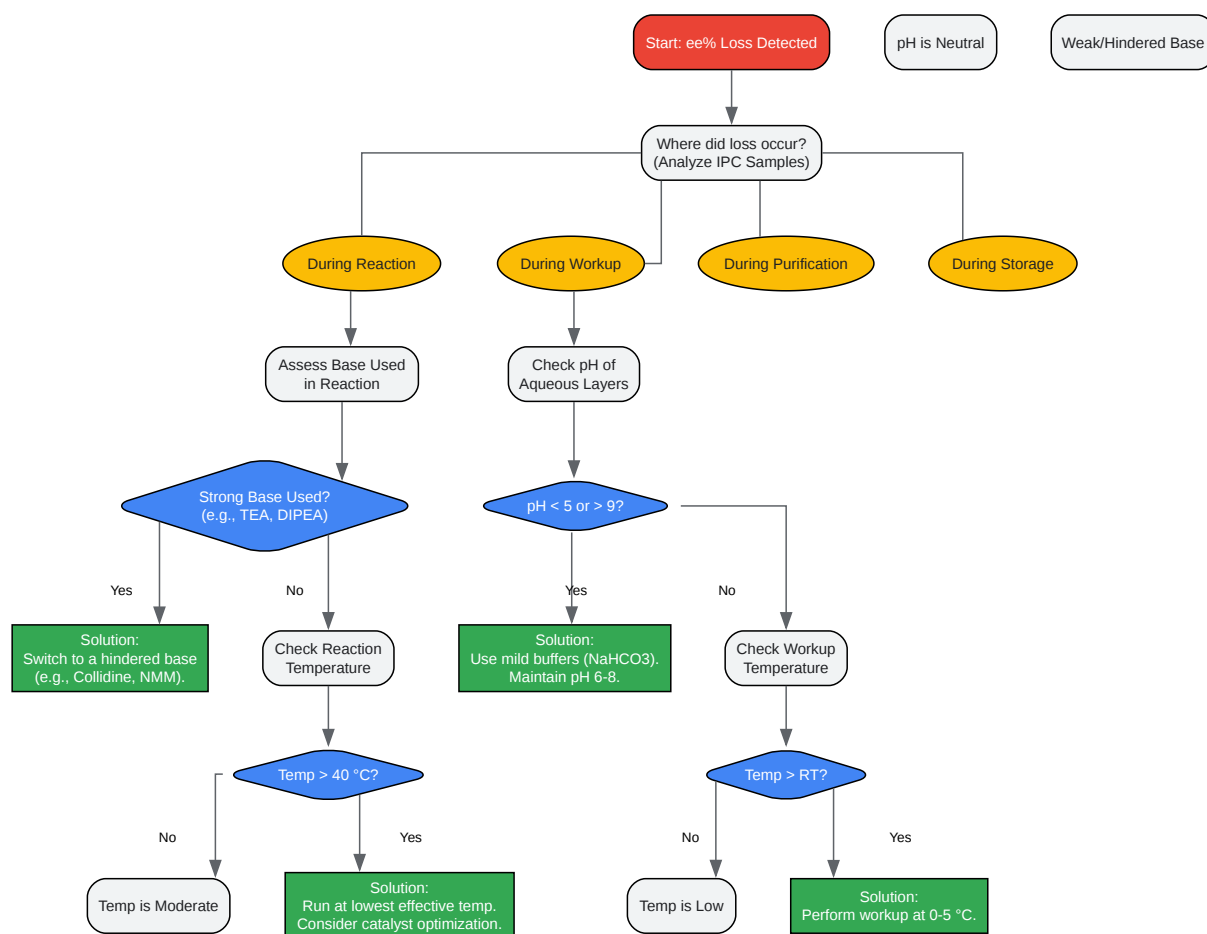 Start: ee% Loss Detected
pH is Neutral
Weak/Hindered Base
Where did loss occur?
(Analyze IPC Samples)
During Reaction
During Workup
During Purification
During Storage
Assess Base Used
in Reaction
Check pH of
Aqueous Layers
Strong Base Used?
(e.g., TEA, DIPEA)
pH < 5 or > 9?
Yes
No
Yes
No
Solution:
Switch to a hindered base
(e.g., Collidine, NMM).
Check Reaction
Temperature
Solution:
Use mild buffers (NaHCO3).
Maintain pH 6-8.
Check Workup
Temperature
Temp > 40 °C?
Temp > RT?
No
Yes
No
Yes
Temp is Moderate
Solution:
Run at lowest effective temp.
Consider catalyst optimization.
Temp is Low
Solution:
Perform workup at 0-5 °C.